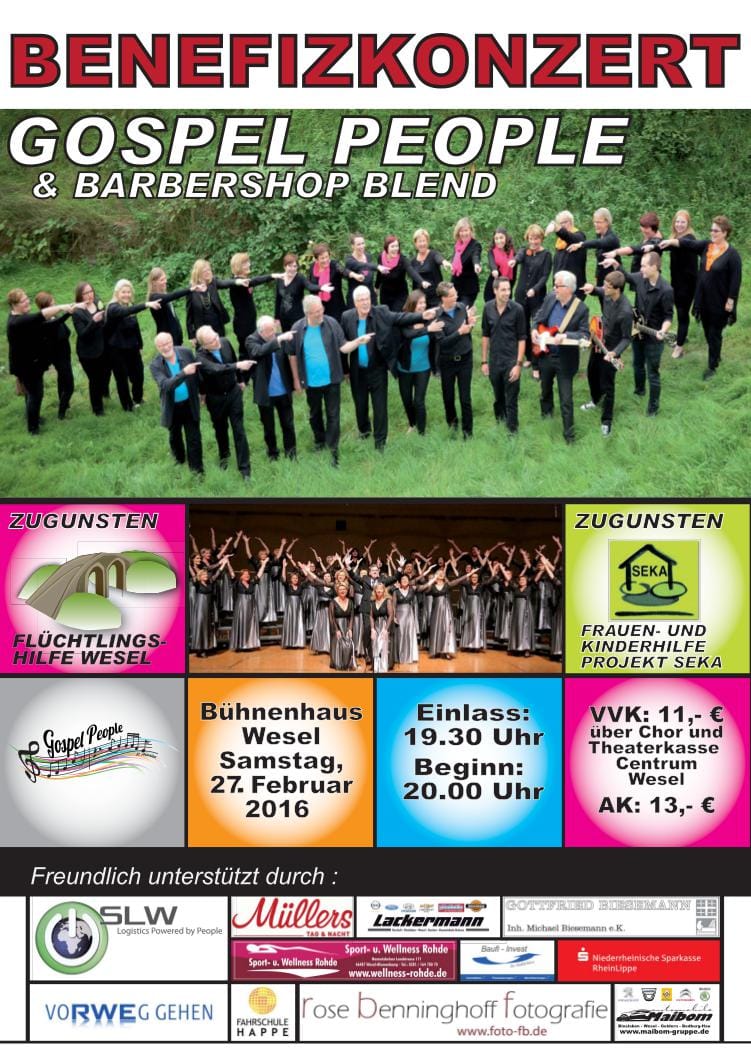 BENEFIZKONZERT
GOSPEL PEOPLE
& BARBERSHOP BLEND
ZUGUNSTEN
FLÜCHTLINGS-
HILFE WESEL
ZUGUNSTEN
SEKA
FRAUEN- UND
KINDERHILFE
PROJEKT SEKA
Gospel People
Bühnenhaus
Wesel
Samstag,
27. Februar
2016
Einlass:
19.30 Uhr
Beginn:
20.00 Uhr
VVK: 11,- €
über Chor und
Theaterkasse
Centrum
Wesel
AK: 13,- €
Freundlich unterstützt durch :
SLW
Logistics Powered by People
Müllers
TAG & NACHT
Lackermann
GOTTFRIED BIESEMANN
Inh. Michael Biesemann e.K.
Sport- u. Wellness Rohde
Sport- u. Wellness Rohde
www.wellness-rohde.de
Baufi - Invest
Niederrheinische Sparkasse
RheinLippe
VORWEG GEHEN
FAHRSCHULE
HAPPE
rose benninghoff fotografie
www.foto-fb.de
Maibom
www.maibom-gruppe.de